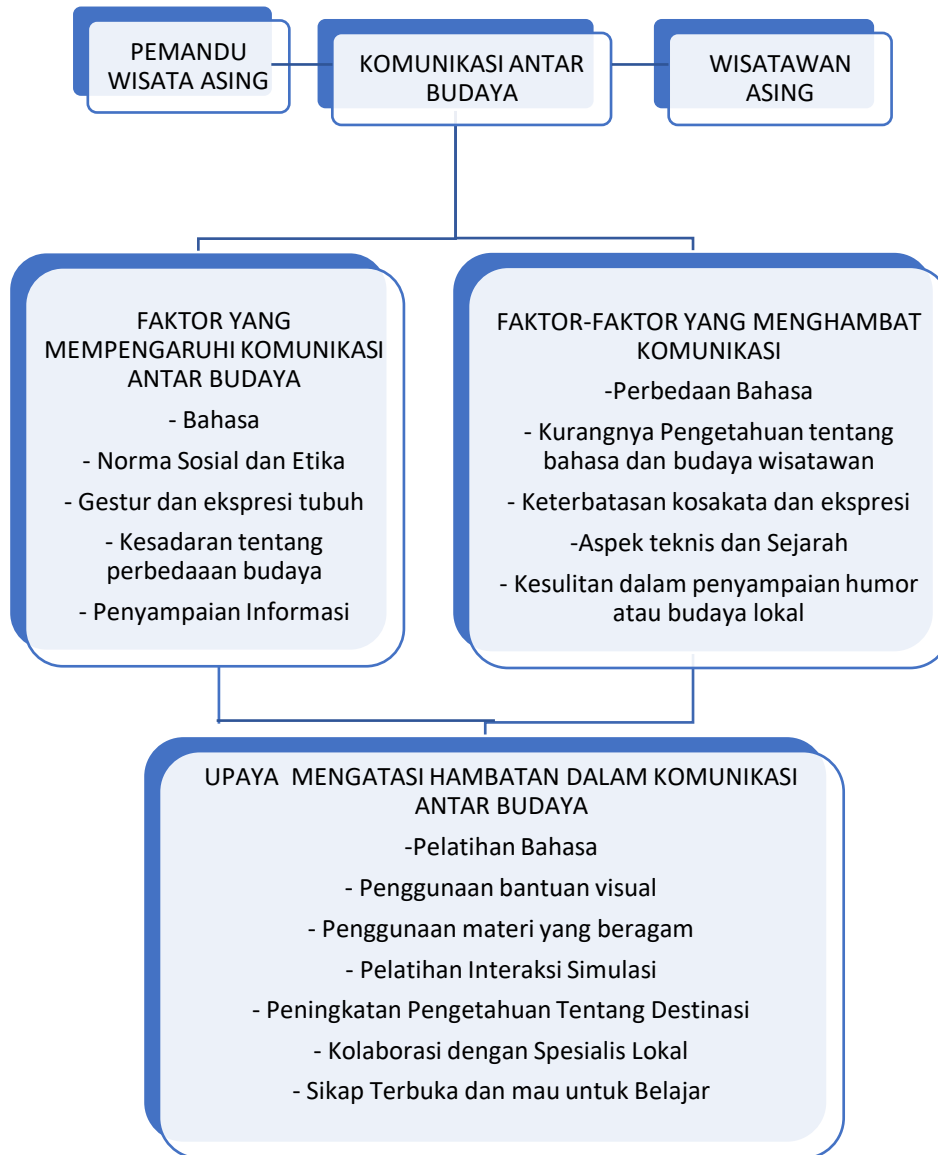 PEMANDU
WISATA ASING
KOMUNIKASI ANTAR
BUDAYA
WISATAWAN
ASING
FAKTOR YANG
MEMPENGARUHI KOMUNIKASI
ANTAR BUDAYA
- Bahasa
- Norma Sosial dan Etika
- Gestur dan ekspresi tubuh
- Kesadaran tentang
perbedaaan budaya
- Penyampaian Informasi
FAKTOR-FAKTOR YANG MENGHAMBAT
KOMUNIKASI
-Perbedaan Bahasa
- Kurangnya Pengetahuan tentang
bahasa dan budaya wisatawan
- Keterbatasan kosakata dan ekspresi
-Aspek teknis dan Sejarah
- Kesulitan dalam penyampaian humor
atau budaya lokal
UPAYA  MENGATASI HAMBATAN DALAM KOMUNIKASI
ANTAR BUDAYA
-Pelatihan Bahasa
- Penggunaan bantuan visual
- Penggunaan materi yang beragam
- Pelatihan Interaksi Simulasi
- Peningkatan Pengetahuan Tentang Destinasi
- Kolaborasi dengan Spesialis Lokal
- Sikap Terbuka dan mau untuk Belajar